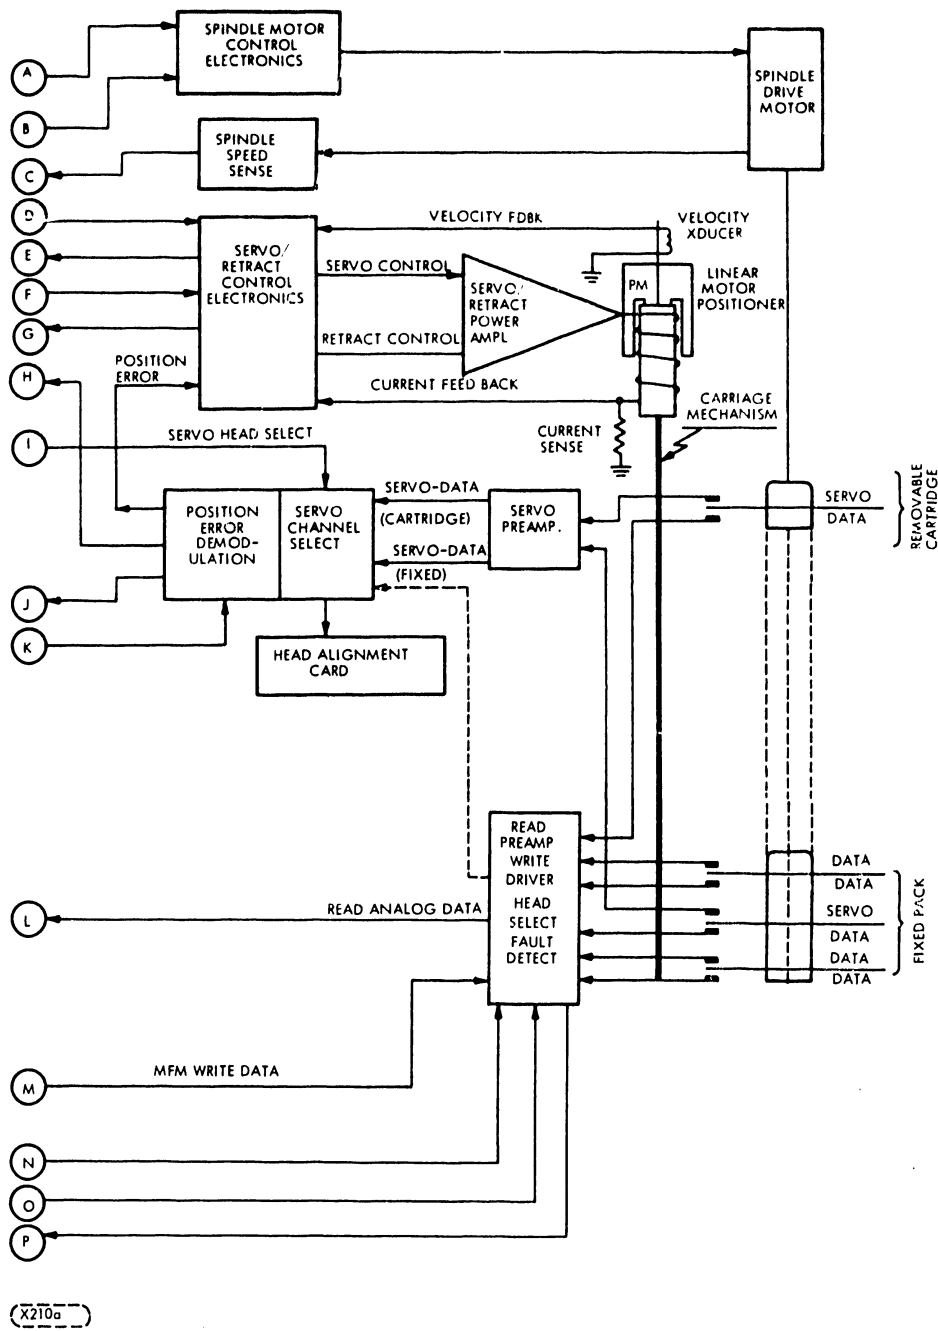 SPINDLE MOTOR
CONTROL
ELECTRONICS
A
B
SPINDLE
DRIVE
MOTOR
SPINDLE
SPEED
SENSE
C
D
E
F
G
H
SERVO/
RETRACT
CONTROL
ELECTRONICS
VELOCITY FDBK
VELOCITY
XDUCER
SERVO CONTROL
SERVO/
RETRACT
POWER
AMPL
PM
LINEAR
MOTOR
POSITIONER
RETRACT CONTROL
POSITION
ERROR
CURRENT FEED BACK
CARRIAGE
MECHANISM
CURRENT
SENSE
I
SERVO HEAD SELECT
POSITION
ERROR
DEMOD-
ULATION
SERVO
CHANNEL
SELECT
SERVO-DATA
(CARTRIDGE)
SERVO-DATA
(FIXED)
SERVO
PREAMP.
SERVO
DATA
REMOVABLE
CARTRIDGE
J
K
HEAD ALIGNMENT
CARD
READ
PREAMP
WRITE
DRIVER
HEAD
SELECT
FAULT
DETECT
DATA
DATA
SERVO
DATA
DATA
DATA
FIXED PACK
L
READ ANALOG DATA
M
MFM WRITE DATA
N
O
P
X210a